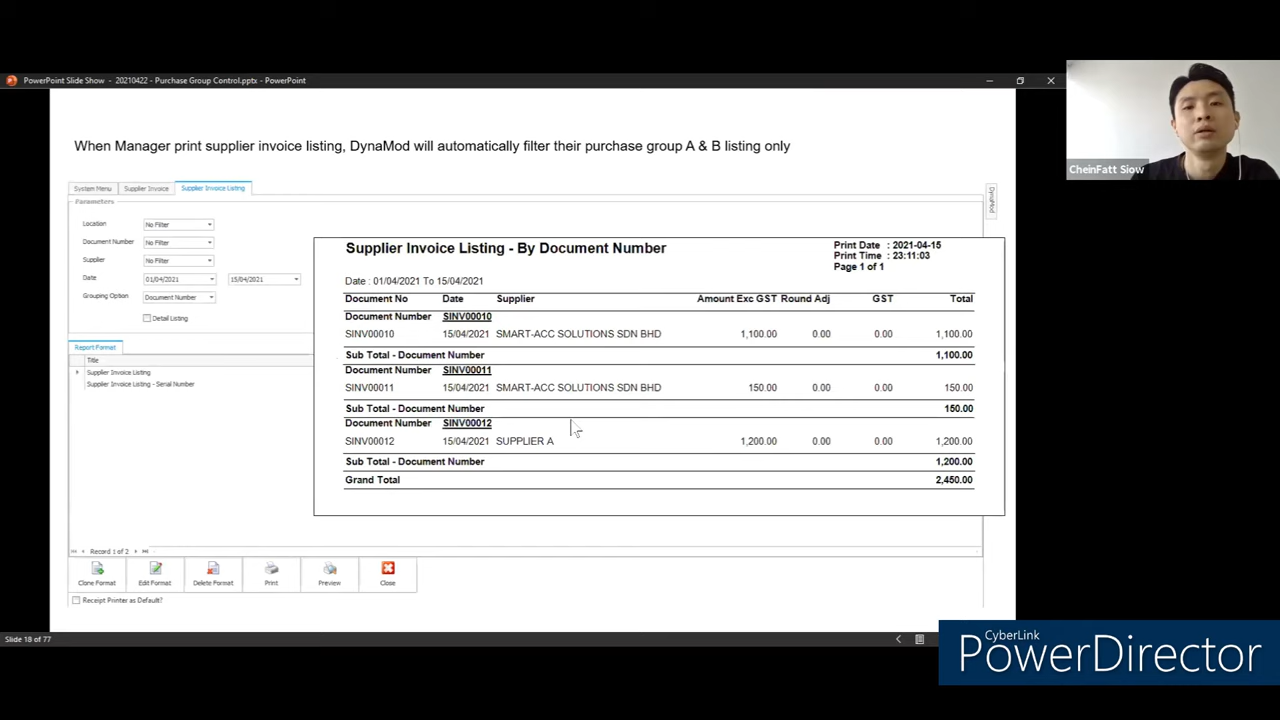 PowerPoint Slide Show - 20210422 - Purchase Group Control.pptx - PowerPoint
CheinFatt Siow
When Manager print supplier invoice listing, DynaMod will automatically filter their purchase group A & B listing only
System Menu Supplier Invoice Supplier Invoice Listing
DynaMod
Parameters
Location No Filter
Document Number No Filter
Supplier No Filter
Date 01/04/2021 15/04/2021
Grouping Option Document Number
Detail Listing
Report Format
Title
Supplier Invoice Listing
Supplier Invoice Listing - Serial Number
Supplier Invoice Listing - By Document Number
Print Date : 2021-04-15
Print Time : 23:11:03
Page 1 of 1
Date : 01/04/2021 To 15/04/2021
Document No Date Supplier Amount Exc GST Round Adj GST Total
Document Number SINV00010
SINV00010 15/04/2021 SMART-ACC SOLUTIONS SDN BHD 1,100.00 0.00 0.00 1,100.00
Sub Total - Document Number 1,100.00
Document Number SINV00011
SINV00011 15/04/2021 SMART-ACC SOLUTIONS SDN BHD 150.00 0.00 0.00 150.00
Sub Total - Document Number 150.00
Document Number SINV00012
SINV00012 15/04/2021 SUPPLIER A 1,200.00 0.00 0.00 1,200.00
Sub Total - Document Number 1,200.00
Grand Total 2,450.00
Record 1 of 2
Clone Format Edit Format Delete Format Print Preview Close
Receipt Printer as Default?
Slide 18 of 77
CyberLink
PowerDirector